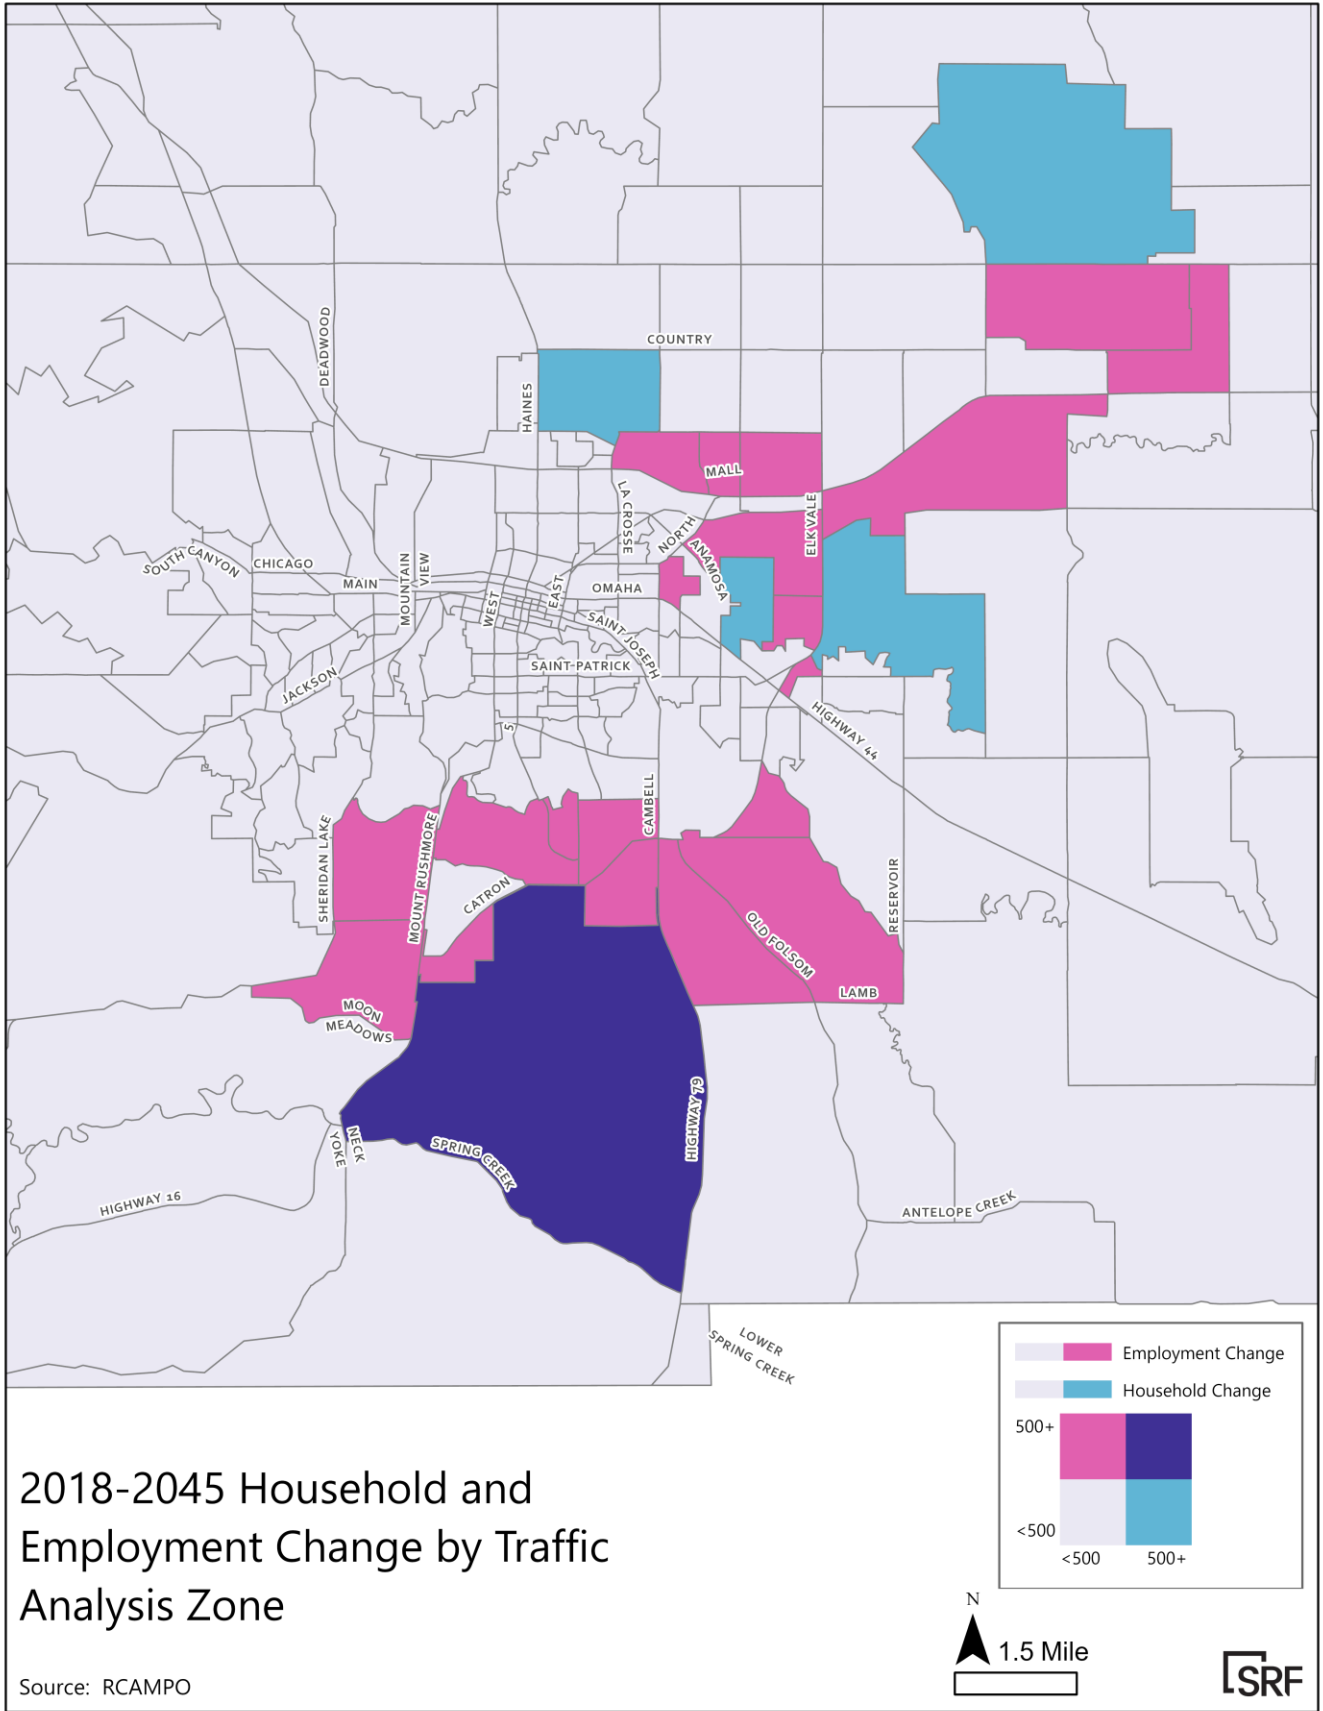 DEADWOOD
COUNTRY
HAINES
MALL
LA CROSSE
NORTH
ELK VALE
ANAMOSA
SOUTH CANYON
CHICAGO
MAIN
MOUNTAIN
VIEW
WEST
EAST
OMAHA
SAINT JOSEPH
SAINT PATRICK
JACKSON
5
HIGHWAY 44
CAMBELL
SHERIDAN LAKE
MOUNT RUSHMORE
CATRON
RESERVOIR
OLD FOLSOM
LAMB
MOON
MEADOWS
HIGHWAY 79
NECK
YOKE
SPRING CREEK
HIGHWAY 16
ANTELOPE CREEK
LOWER
SPRING CREEK
Employment Change
Household Change
500+
<500
<500 500+
2018-2045 Household and
Employment Change by Traffic
Analysis Zone
N
1.5 Mile
Source: RCAMPO
SRF